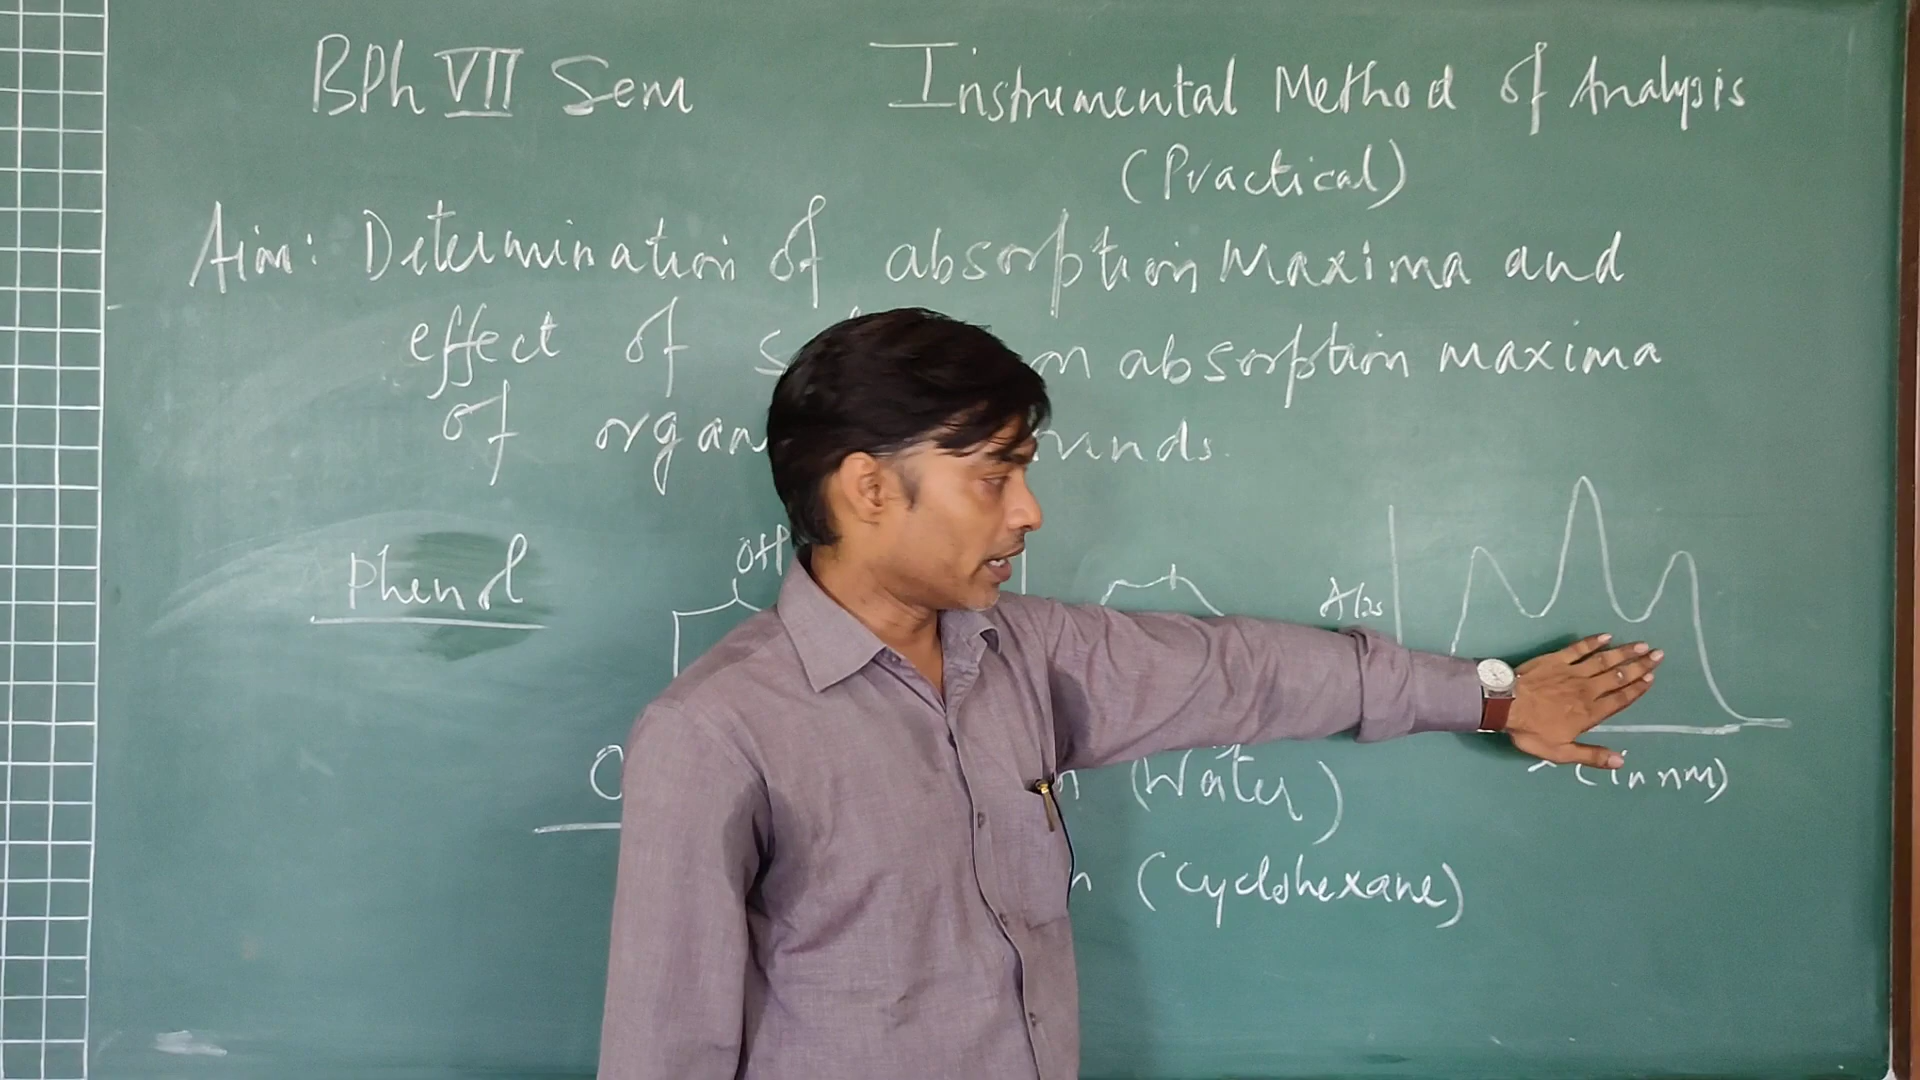 BPh VII Sem
Instrumental Method of Analysis
(Practical)
Aim: Determination of absorption Maxima and
effect of on absorption maxima
of
Phenol
OH
Abs
(Water)
(in nm)
(Cyclohexane)